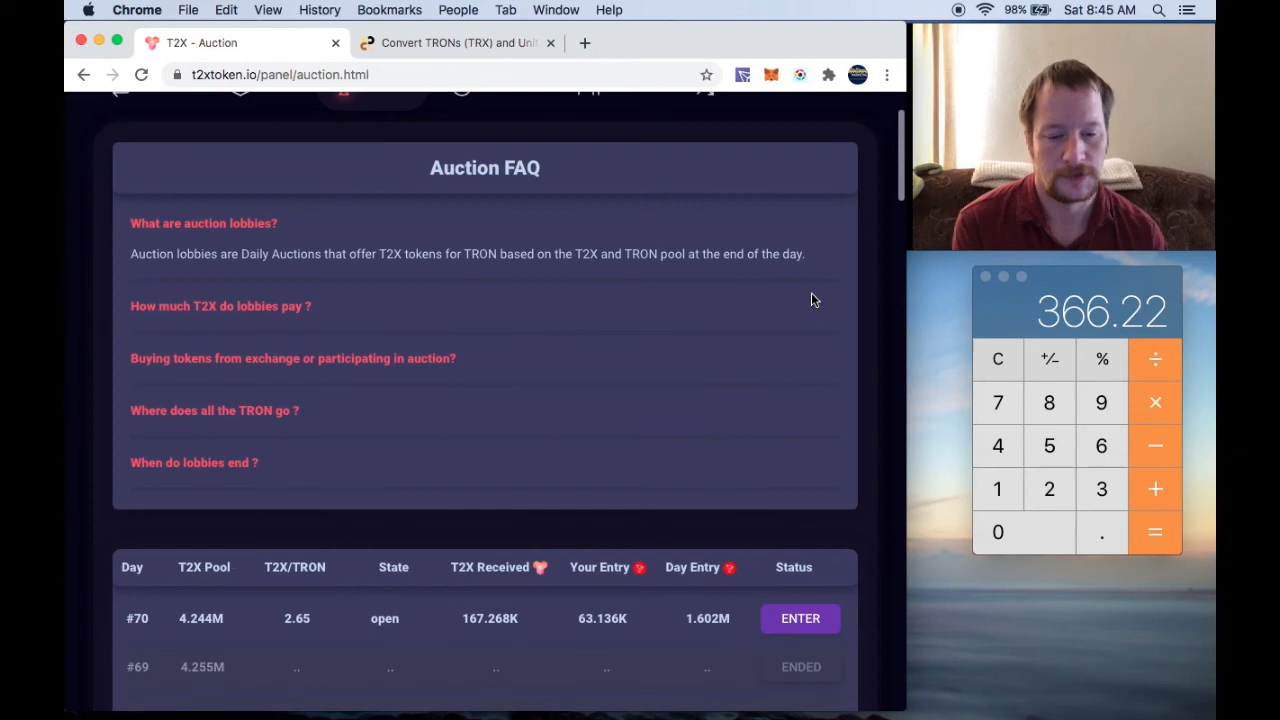 Chrome File Edit View History Bookmarks People Tab Window Help 98% Sat 8:45 AM
T2X - Auction Convert TRONs (TRX) and Unit
t2xtoken.io/panel/auction.html
Auction FAQ
What are auction lobbies?
Auction lobbies are Daily Auctions that offer T2X tokens for TRON based on the T2X and TRON pool at the end of the day.
How much T2X do lobbies pay ?
Buying tokens from exchange or participating in auction?
Where does all the TRON go ?
When do lobbies end ?
Day T2X Pool T2X/TRON State T2X Received Your Entry Day Entry Status
#70 4.244M 2.65 open 167.268K 63.136K 1.602M ENTER
#69 4.255M .. .. .. .. .. ENDED
366.22
C +/− % ÷
7 8 9 ×
4 5 6 −
1 2 3 +
0 . =